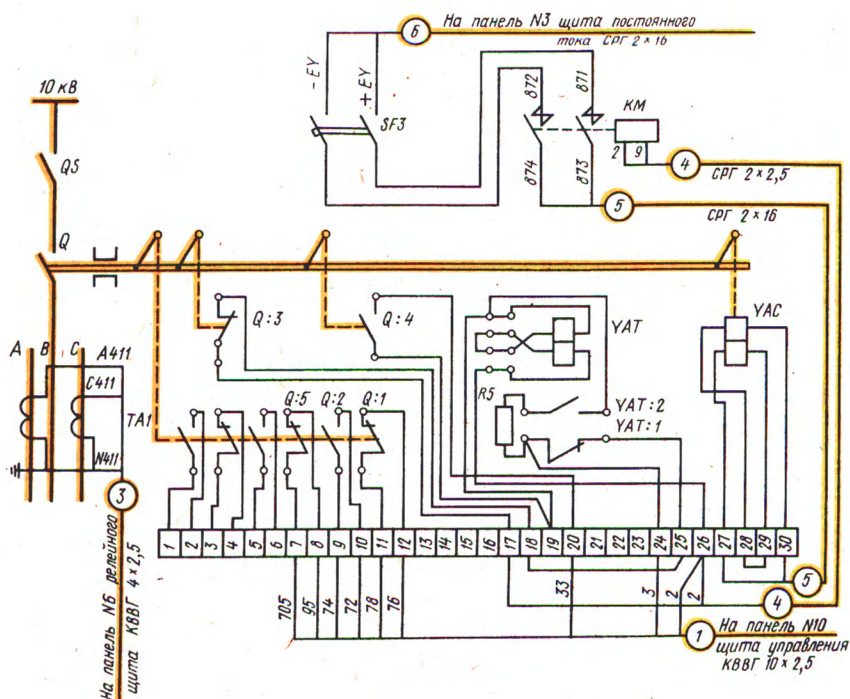 6
На панель N3 щита постоянного
тока СРГ 2 × 16
10 кВ
- EY
+ EY
SF3
872
871
874
873
КМ
2
9
4
СРГ 2 × 2,5
5
СРГ 2 × 16
QS
Q
Q:3
Q:4
YAT
YAC
А
В
С
А411
С411
N411
TA1
Q:5
Q:2
Q:1
R5
YAT:2
YAT:1
3
1
2
3
4
5
6
7
8
9
10
11
12
13
14
15
16
17
18
19
20
21
22
23
24
25
26
27
28
29
30
705
95
74
72
78
76
33
3
2
2
5
4
1
На панель N10
щита управления
КВВГ 10 × 2,5
На панель N6 релейного
щита КВВГ 4 × 2,5